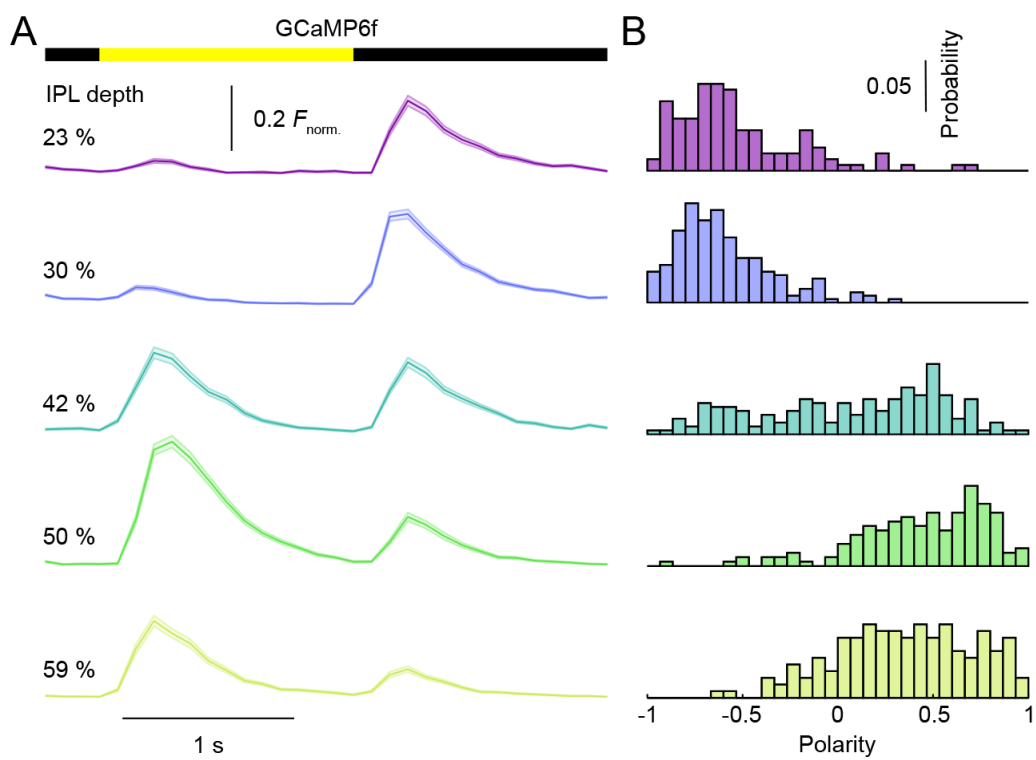 A
GCaMP6f
B
IPL depth
0.2 Fnorm.
0.05
Probability
23 %
30 %
42 %
50 %
59 %
1 s
-1
-0.5
0
0.5
1
Polarity